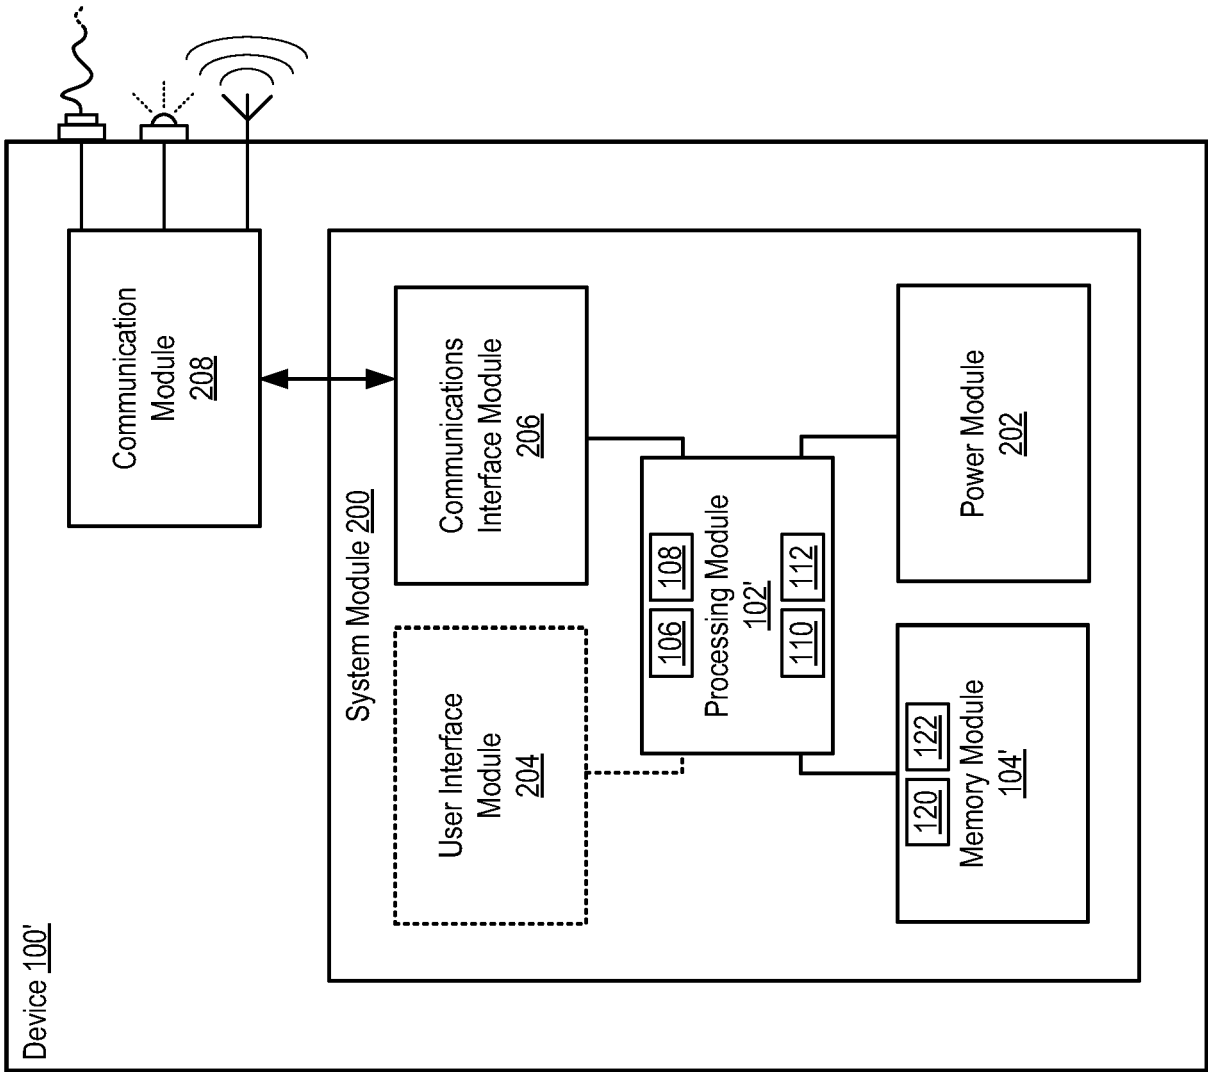 Device 100'
System Module 200
User Interface
Module
204
Communications
Interface Module
206
Communication
Module
208
106
108
Processing Module
102'
110
112
120
122
Memory Module
104'
Power Module
202